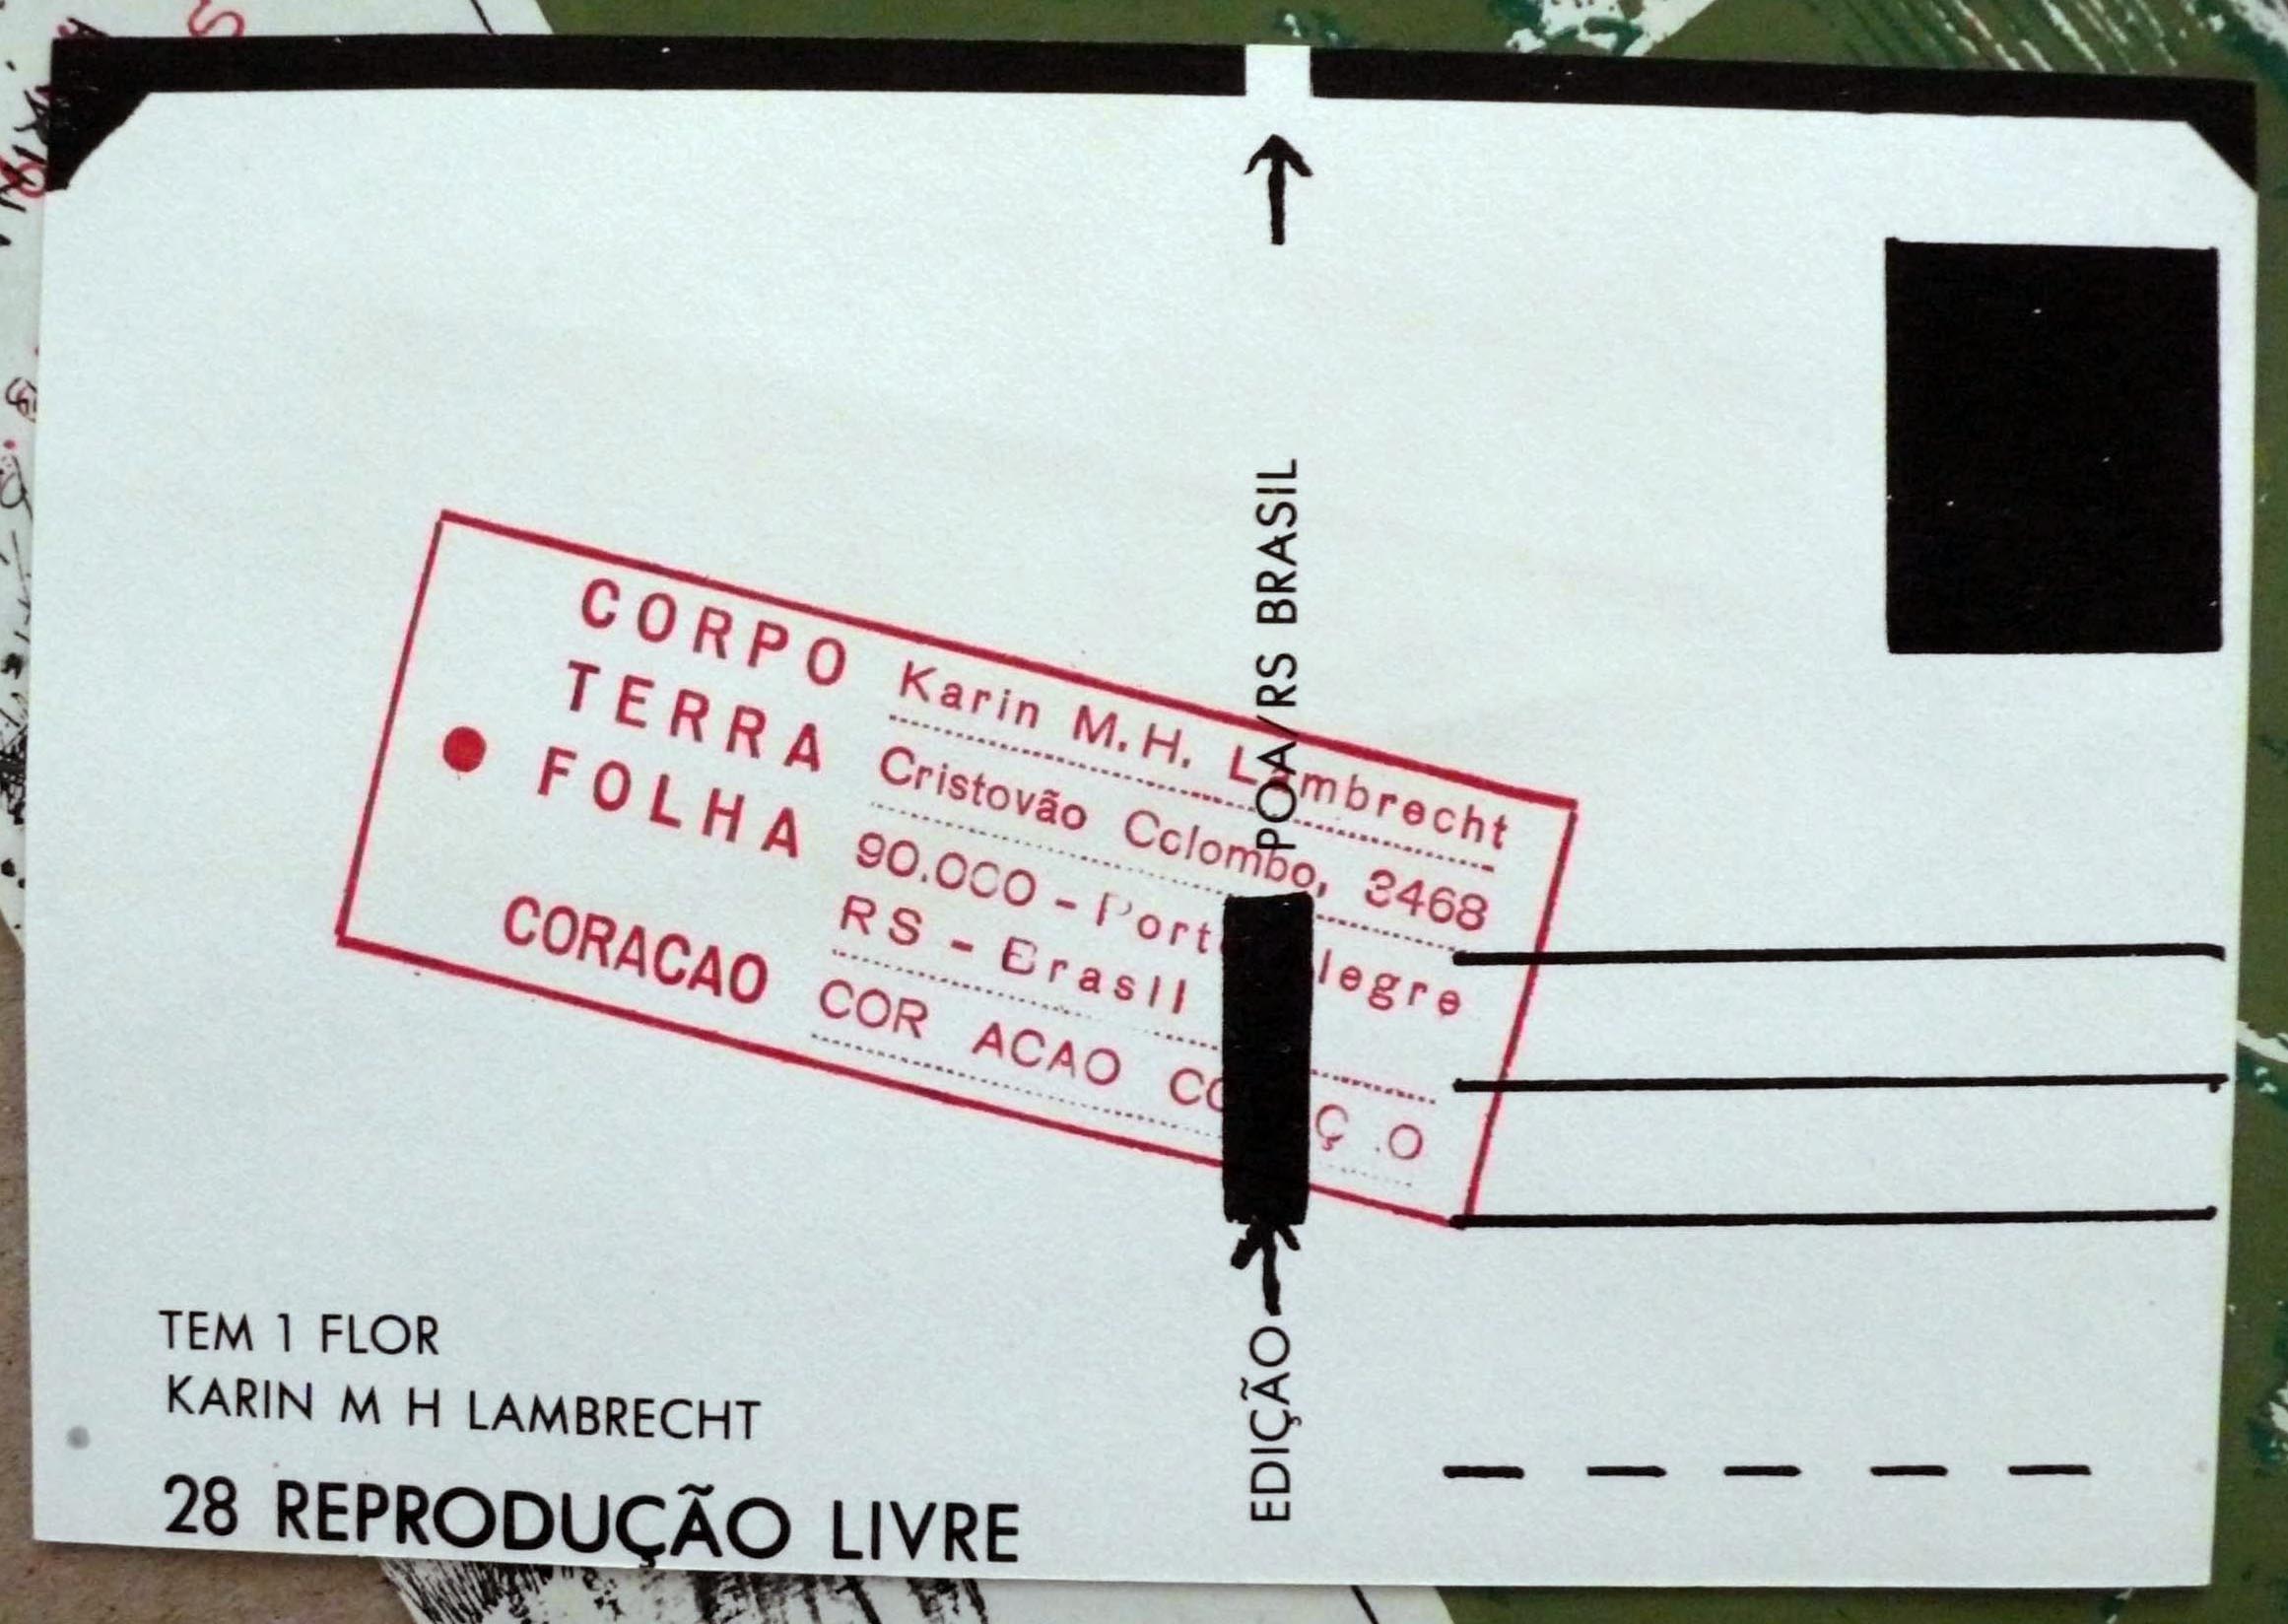 CORPO Karin M.H. Lambrecht
TERRA Cristovão Colombo, 3468
● FOLHA 90.000 - Porto Alegre
RS - Brasil
CORACAO COR ACAO CO Ç O
POA/RS BRASIL
EDIÇÃO
TEM 1 FLOR
KARIN M H LAMBRECHT
28 REPRODUÇÃO LIVRE